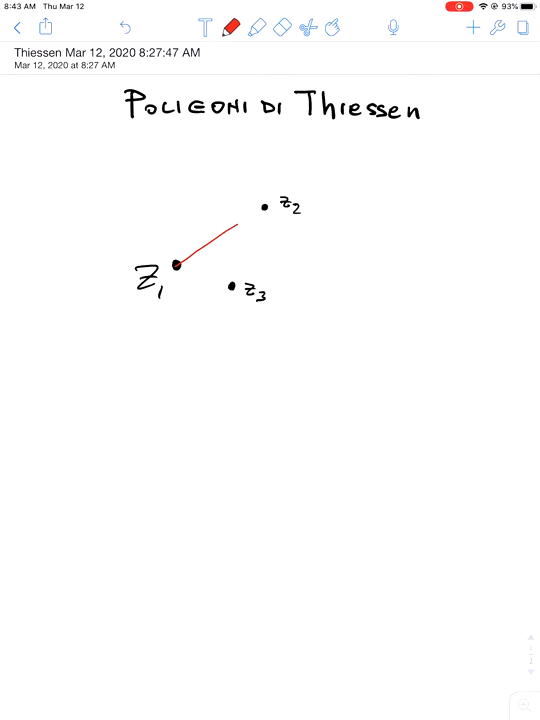 8:43 AM Thu Mar 12
93%
T
Thiessen Mar 12, 2020 8:27:47 AM
Mar 12, 2020 at 8:27 AM
POLIGONI DI Thiessen
z2
Z1
z3